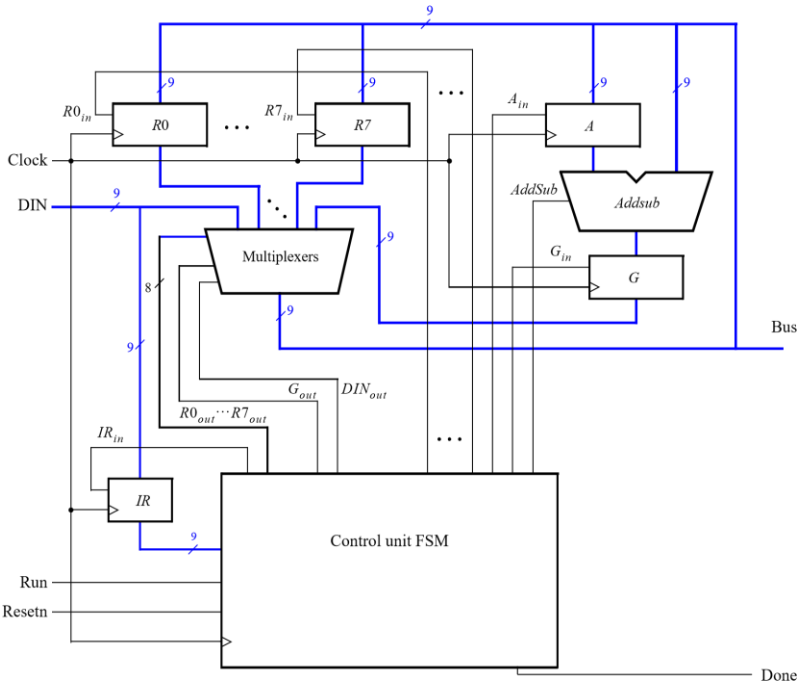 9
9 9 9 9
R0in R7in ... Ain
R0 ... R7 A
Clock
DIN 9 AddSub Addsub
Multiplexers 9 Gin
8 G
9 Bus
9
Gout DINout
R0out...R7out
IRin ...
IR
Control unit FSM
9
Run
Resetn
Done